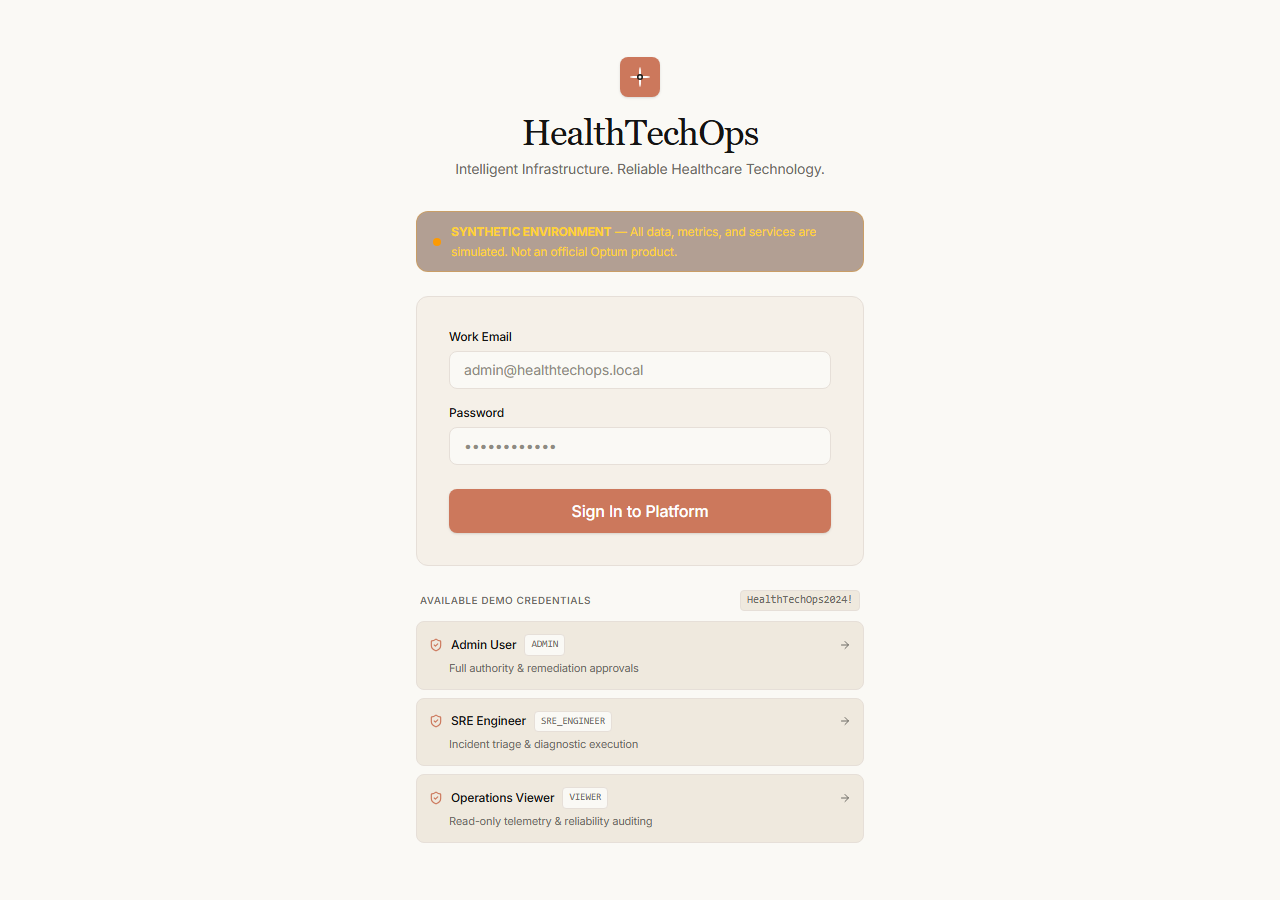 HealthTechOps
Intelligent Infrastructure. Reliable Healthcare Technology.
SYNTHETIC ENVIRONMENT — All data, metrics, and services are
simulated. Not an official Optum product.
Work Email
admin@healthtechops.local
Password
••••••••••••
Sign In to Platform
AVAILABLE DEMO CREDENTIALS HealthTechOps2024!
Admin User ADMIN
Full authority & remediation approvals
SRE Engineer SRE_ENGINEER
Incident triage & diagnostic execution
Operations Viewer VIEWER
Read-only telemetry & reliability auditing